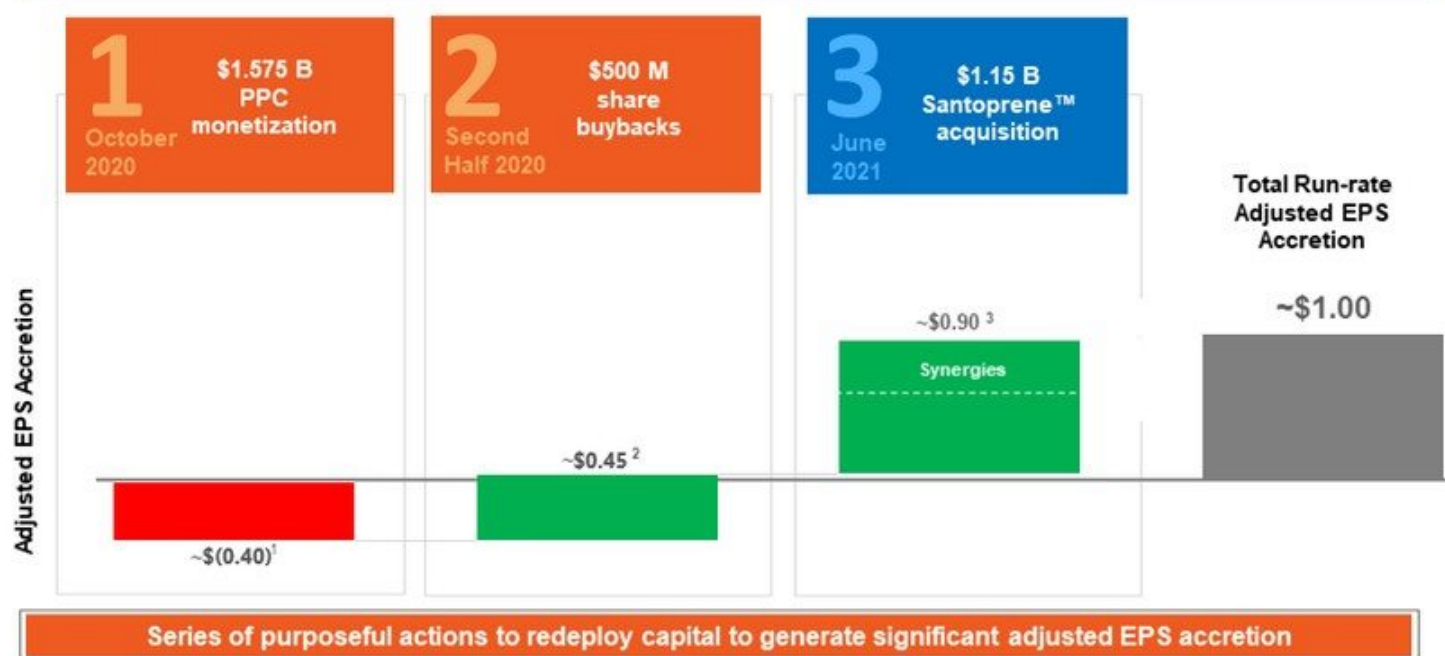 1
October
2020
$1.575 B
PPC
monetization
2
Second
Half 2020
$500 M
share
buybacks
3
June
2021
$1.15 B
Santoprene™
acquisition
Total Run-rate
Adjusted EPS
Accretion
~$1.00
Adjusted EPS Accretion
~$(0.40)1
~$0.45 2
~$0.90 3
Synergies
Series of purposeful actions to redeploy capital to generate significant adjusted EPS accretion